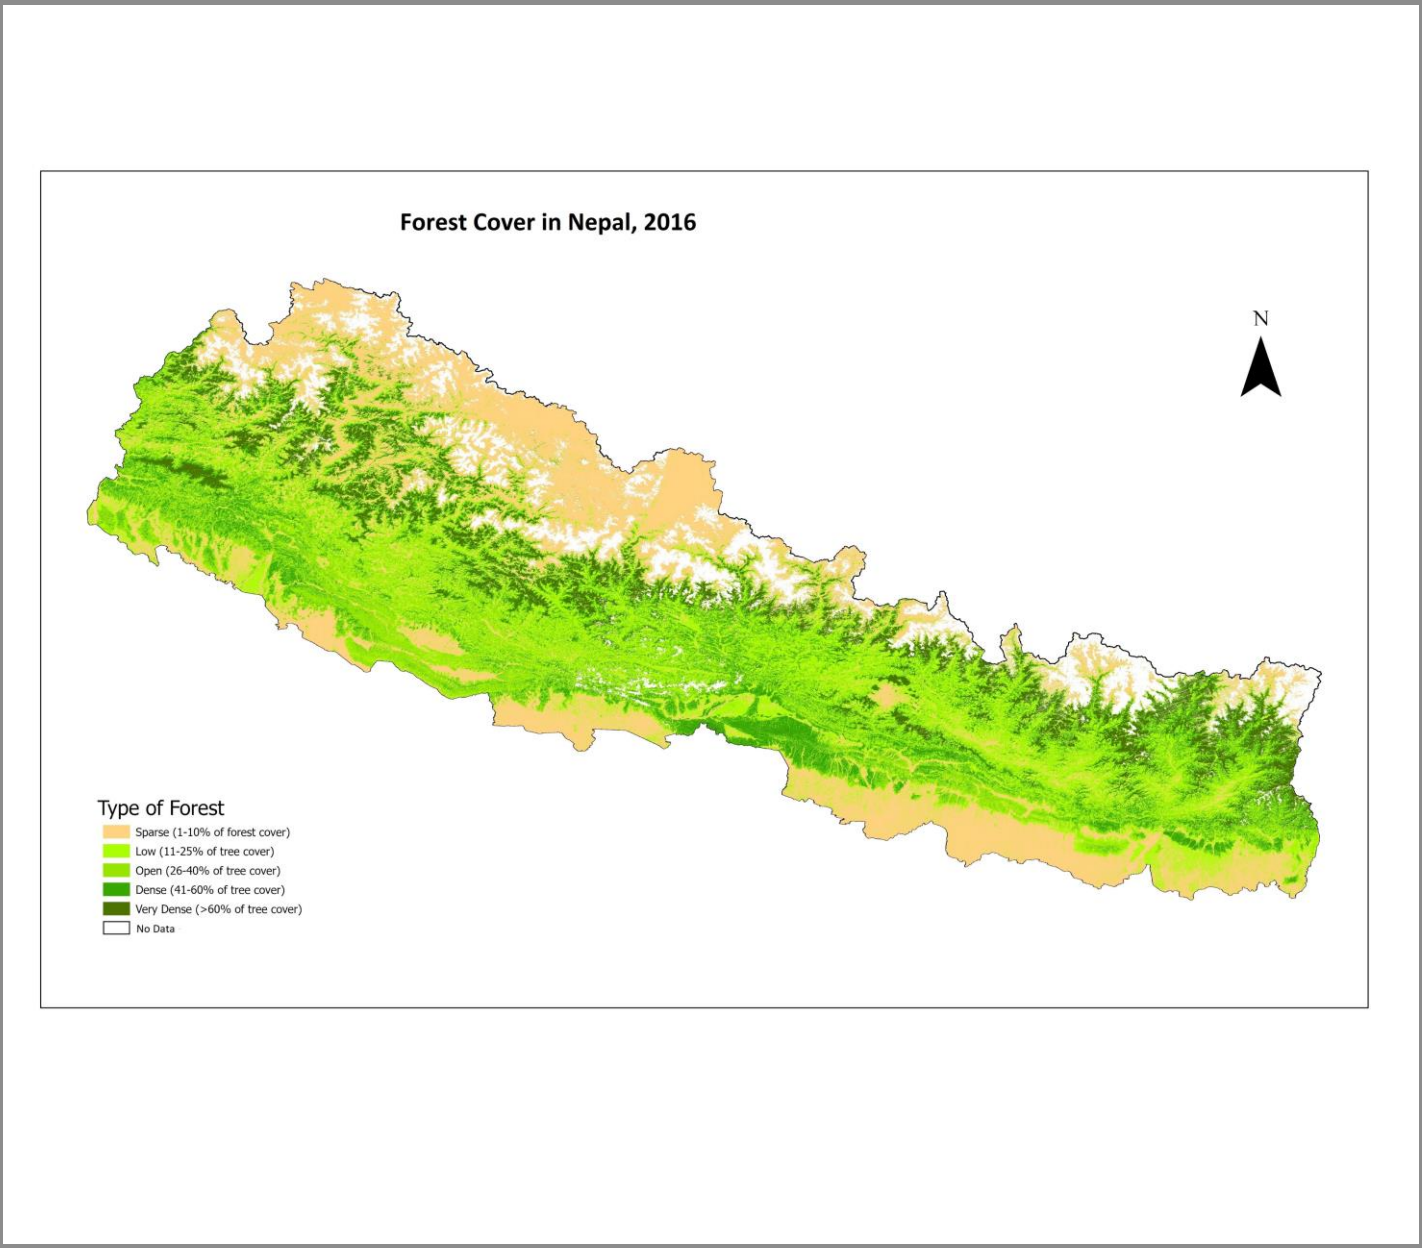 Forest Cover in Nepal, 2016
N
Type of Forest
Sparse (1-10% of forest cover)
Low (11-25% of tree cover)
Open (26-40% of tree cover)
Dense (41-60% of tree cover)
Very Dense (>60% of tree cover)
No Data